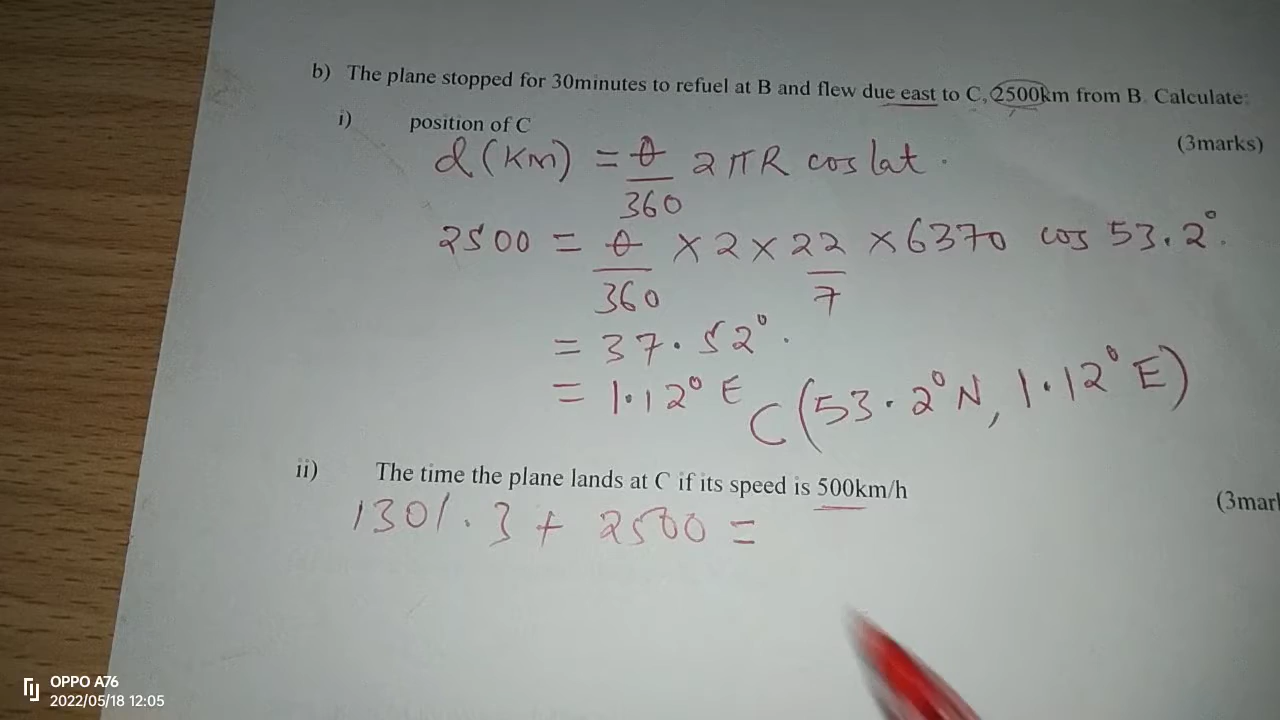 b) The plane stopped for 30minutes to refuel at B and flew due east to C, 2500km from B. Calculate:
i) position of C
(3marks)
d (km) = θ/360 2πR cos lat.
2500 = θ/360 × 2 × 22/7 × 6370 cos 53.2°.
= 37.52°.
= 1.12° E C (53.2°N, 1.12°E)
ii) The time the plane lands at C if its speed is 500km/h
(3mar
1301.3 + 2500 =
OPPO A76
2022/05/18 12:05